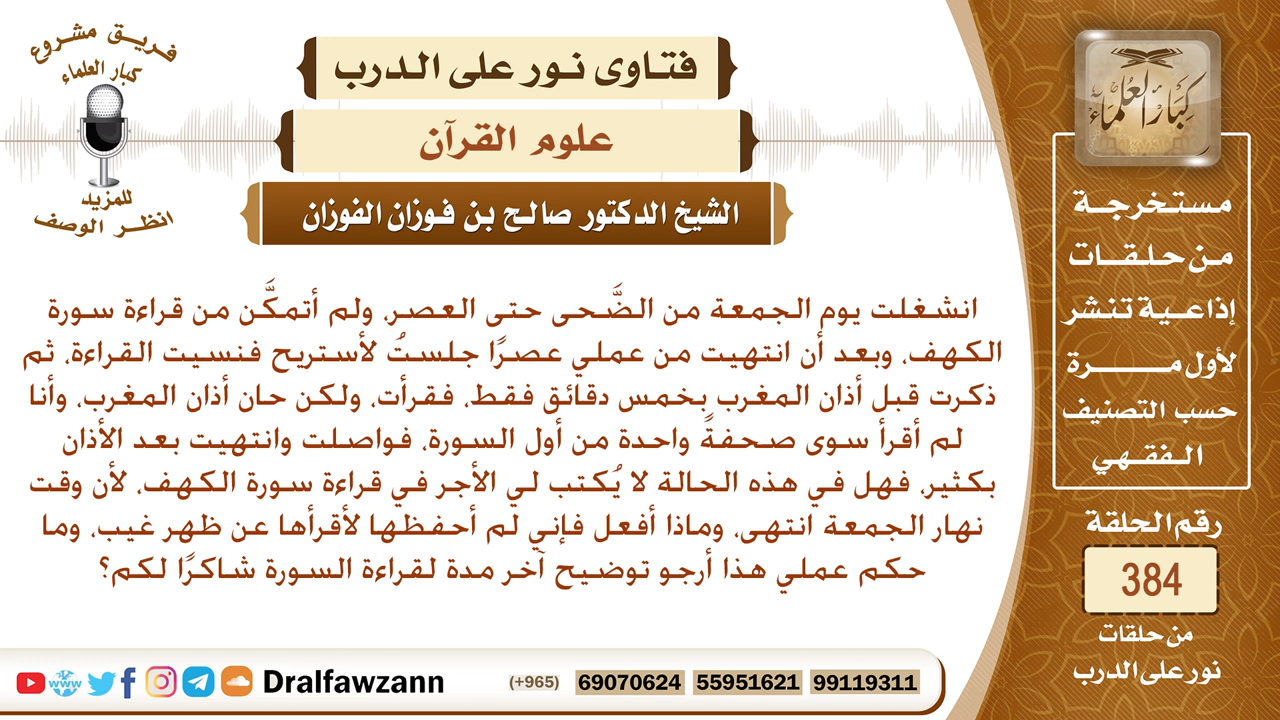 فريق مشروع
كبار العلماء
للمزيد
انظر الوصف
فتاوى نور على الدرب
علوم القرآن
الشيخ الدكتور صالح بن فوزان الفوزان
انشغلت يوم الجمعة من الضَّحى حتى العصر، ولم أتمكَّن من قراءة سورة
الكهف، وبعد أن انتهيت من عملي عصرًا جلستُ لأستريح فنسيت القراءة، ثم
ذكرت قبل أذان المغرب بخمس دقائق فقط، فقرأت، ولكن حان أذان المغرب، وأنا
لم أقرأ سوى صحفةً واحدة من أول السورة، فواصلت وانتهيت بعد الأذان
بكثير، فهل في هذه الحالة لا يُكتب لي الأجر في قراءة سورة الكهف، لأن وقت
نهار الجمعة انتهى، وماذا أفعل فإني لم أحفظها لأقرأها عن ظهر غيب، وما
حكم عملي هذا أرجو توضيح آخر مدة لقراءة السورة شاكرًا لكم؟
كبار العلماء
مستخرجة
من حلقات
إذاعية تنشر
لأول مرة
حسب التصنيف
الفقهي
رقم الحلقة
384
من حلقات
نور على الدرب
www
Dralfawzann
(+965) 69070624 55951621 99119311